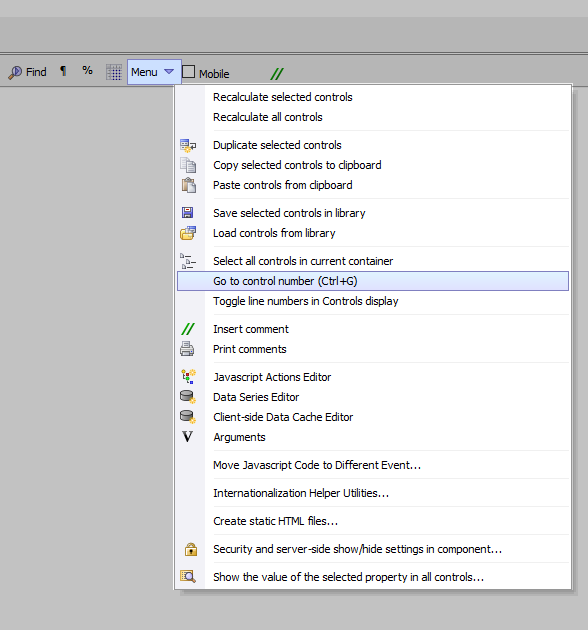 Find ¶ % Menu Mobile //
Recalculate selected controls
Recalculate all controls
Duplicate selected controls
Copy selected controls to clipboard
Paste controls from clipboard
Save selected controls in library
Load controls from library
Select all controls in current container
Go to control number (Ctrl+G)
Toggle line numbers in Controls display
// Insert comment
Print comments
Javascript Actions Editor
Data Series Editor
Client-side Data Cache Editor
V Arguments
Move Javascript Code to Different Event...
Internationalization Helper Utilities...
Create static HTML files...
Security and server-side show/hide settings in component...
Show the value of the selected property in all controls...